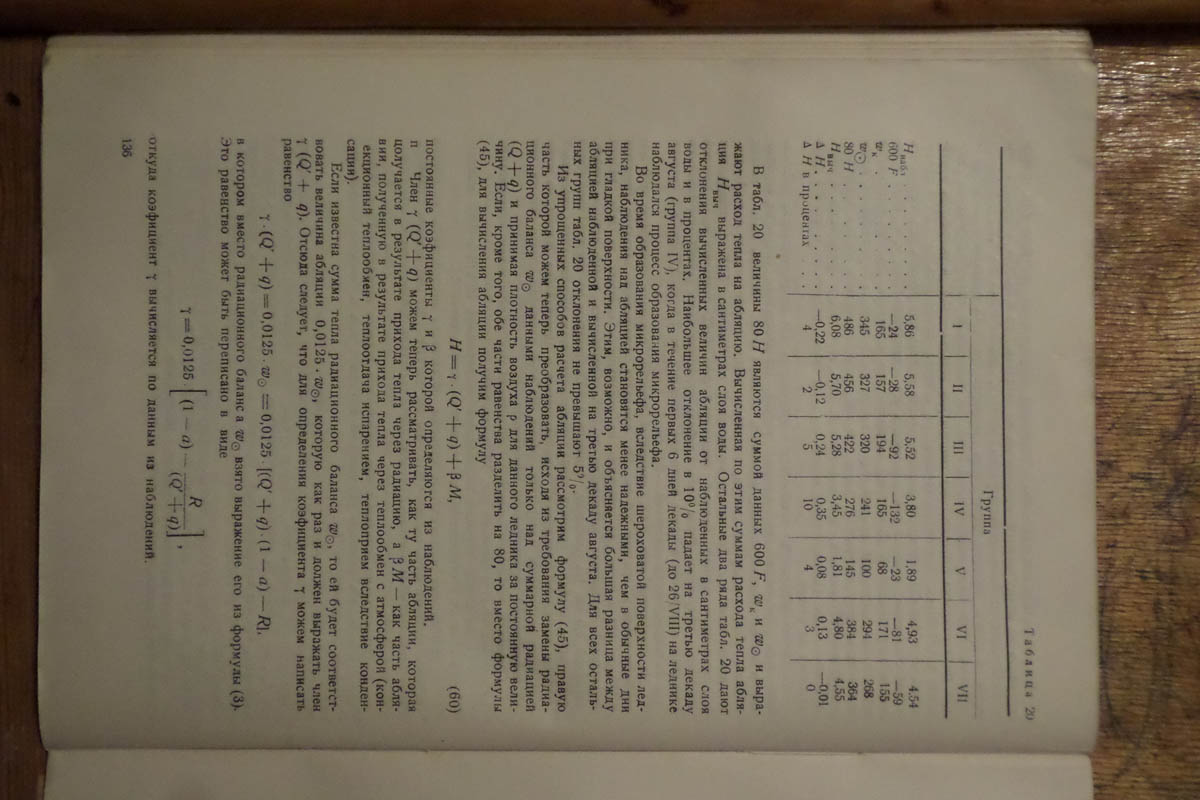 Таблица 20
Группа
I II III IV V VI VII
H набл . . . . . . 5,86 5,58 5,52 3,80 1,89 4,93 4,54
600 F . . . . . . —24 —28 —92 —132 —23 —81 —59
wк . . . . . . 165 157 194 165 68 171 155
w⊙ . . . . . . 345 327 320 241 100 294 268
80 H . . . . . . 486 456 422 276 145 384 364
Hвыч . . . . . . 6,08 5,70 5,28 3,45 1,81 4,80 4,55
Δ H . . . . . . —0,22 —0,12 0,24 0,35 0,08 0,13 —0,01
Δ H в процентах . . 4 2 5 10 4 3 0
В табл. 20 величины 80 H являются суммой данных 600 F, wк и w⊙ и выра-
жают расход тепла на абляцию. Вычисленная по этим суммам расхода тепла абля-
ция Hвыч выражена в сантиметрах слоя воды. Остальные два ряда табл. 20 дают
отклонения вычисленных величин абляции от наблюденных в сантиметрах слоя
воды и в процентах. Наибольшее отклонение в 10% падает на третью декаду
августа (группа IV), когда в течение первых 6 дней декады (до 26/VIII) на леднике
наблюдался процесс образования микрорельефа.
Во время образования микрорельефа, вследствие шероховатой поверхности лед-
ника, наблюдения над абляцией становятся менее надежными, чем в обычные дни
при гладкой поверхности. Этим, возможно, и объясняется большая разница между
абляцией наблюденной и вычисленной на третью декаду августа. Для всех осталь-
ных групп табл. 20 отклонения не превышают 5%.
Из упрощенных способов расчета абляции рассмотрим формулу (45), правую
часть которой можем теперь преобразовать, исходя из требования замены радиа-
ционного баланса w⊙ данными наблюдений только над суммарной радиацией
(Q′ + q) и принимая плотность воздуха ρ для данного ледника за постоянную вели-
чину. Если, кроме того, обе части равенства разделить на 80, то вместо формулы
(45), для вычисления абляции получим формулу
H = γ · (Q′ + q) + β M, (60)
постоянные коэфициенты γ и β которой определяются из наблюдений.
п Член γ (Q′ + q) можем теперь рассматривать, как ту часть абляции, которая
получается в результате прихода тепла через радиацию, а β M — как часть абля-
ции, полученную в результате прихода тепла через теплообмен с атмосферой (кон-
екционный теплообмен, теплоотдача испарением, теплоприем вследствие конден-
сации).
Если известна сумма тепла радиационного баланса w⊙, то ей будет соответст-
вовать величина абляции 0,0125 · w⊙, которую как раз и должен выражать член
γ (Q′ + q). Отсюда следует, что для определения коэфициента γ можем написать
равенство
γ · (Q′ + q) = 0,0125 · w⊙ = 0,0125 · [(Q′ + q) · (1 — a) — R],
в котором вместо радиационного баланса w⊙ взято выражение его из формулы (3).
Это равенство может быть переписано в виде
γ = 0,0125 [(1 — a) — R / (Q′ + q)],
откуда коэфициент γ вычисляется по данным из наблюдений.
136